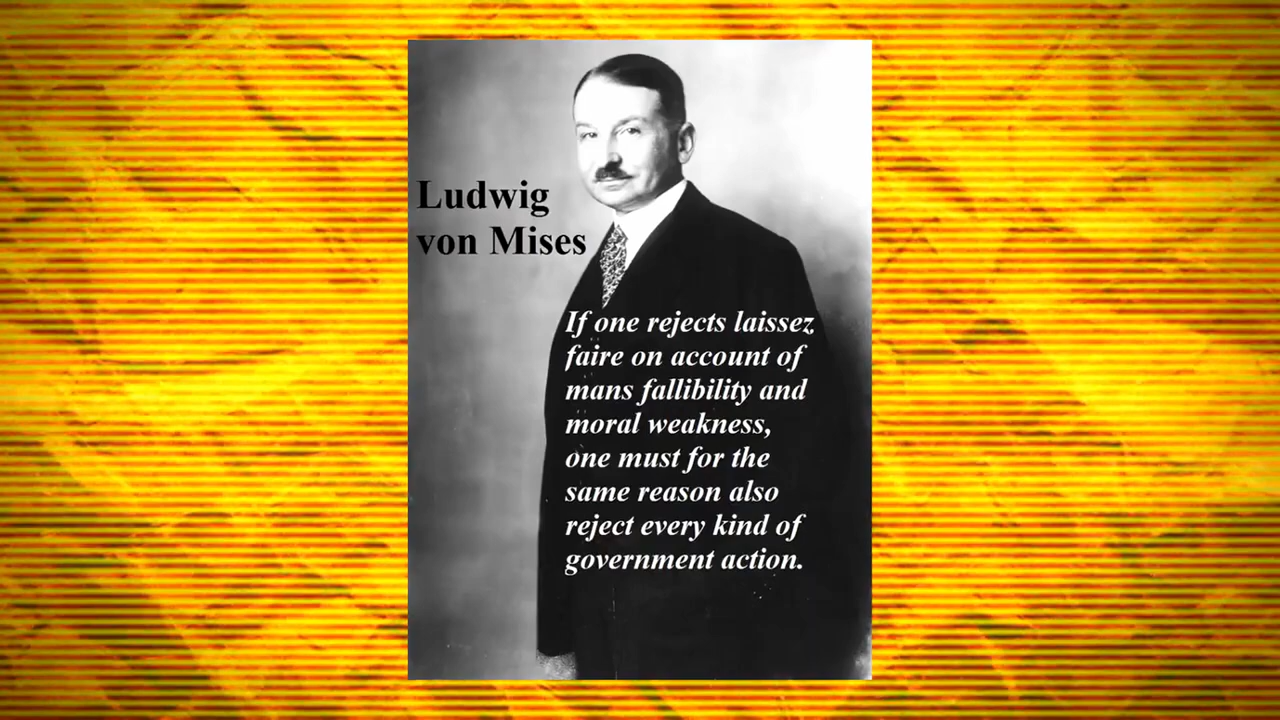 Ludwig
von Mises
If one rejects laissez
faire on account of
mans fallibility and
moral weakness,
one must for the
same reason also
reject every kind of
government action.